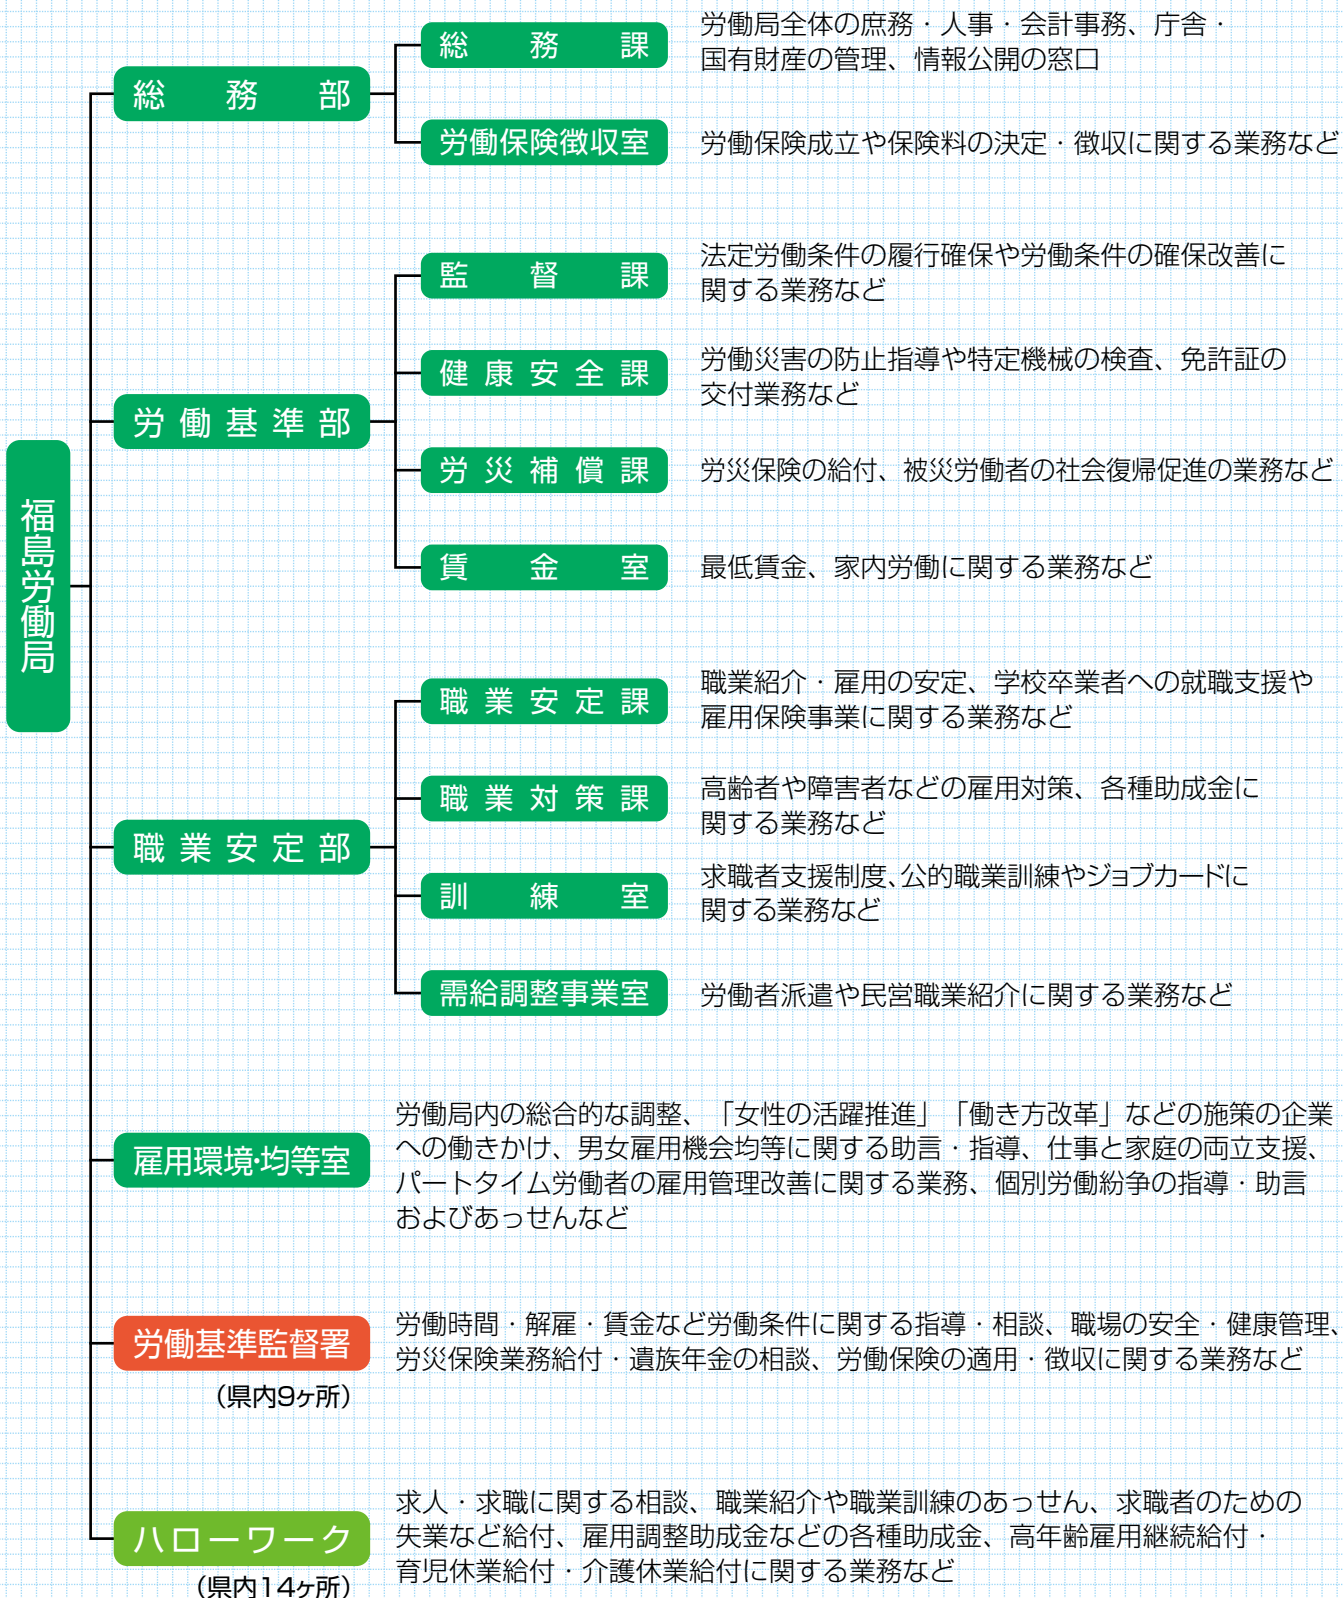 福島労働局
総務部
総務課
労働局全体の庶務・人事・会計事務、庁舎・
国有財産の管理、情報公開の窓口
労働保険徴収室
労働保険成立や保険料の決定・徴収に関する業務など
労働基準部
監督課
法定労働条件の履行確保や労働条件の確保改善に
関する業務など
健康安全課
労働災害の防止指導や特定機械の検査、免許証の
交付業務など
労災補償課
労災保険の給付、被災労働者の社会復帰促進の業務など
賃金室
最低賃金、家内労働に関する業務など
職業安定部
職業安定課
職業紹介・雇用の安定、学校卒業者への就職支援や
雇用保険事業に関する業務など
職業対策課
高齢者や障害者などの雇用対策、各種助成金に
関する業務など
訓練室
求職者支援制度、公的職業訓練やジョブカードに
関する業務など
需給調整事業室
労働者派遣や民営職業紹介に関する業務など
雇用環境・均等室
労働局内の総合的な調整、「女性の活躍推進」「働き方改革」などの施策の企業
への働きかけ、男女雇用機会均等に関する助言・指導、仕事と家庭の両立支援、
パートタイム労働者の雇用管理改善に関する業務、個別労働紛争の指導・助言
およびあっせんなど
労働基準監督署
（県内9ヶ所）
労働時間・解雇・賃金など労働条件に関する指導・相談、職場の安全・健康管理、
労災保険業務給付・遺族年金の相談、労働保険の適用・徴収に関する業務など
ハローワーク
（県内14ヶ所）
求人・求職に関する相談、職業紹介や職業訓練のあっせん、求職者のための
失業など給付、雇用調整助成金などの各種助成金、高年齢雇用継続給付・
育児休業給付・介護休業給付に関する業務など